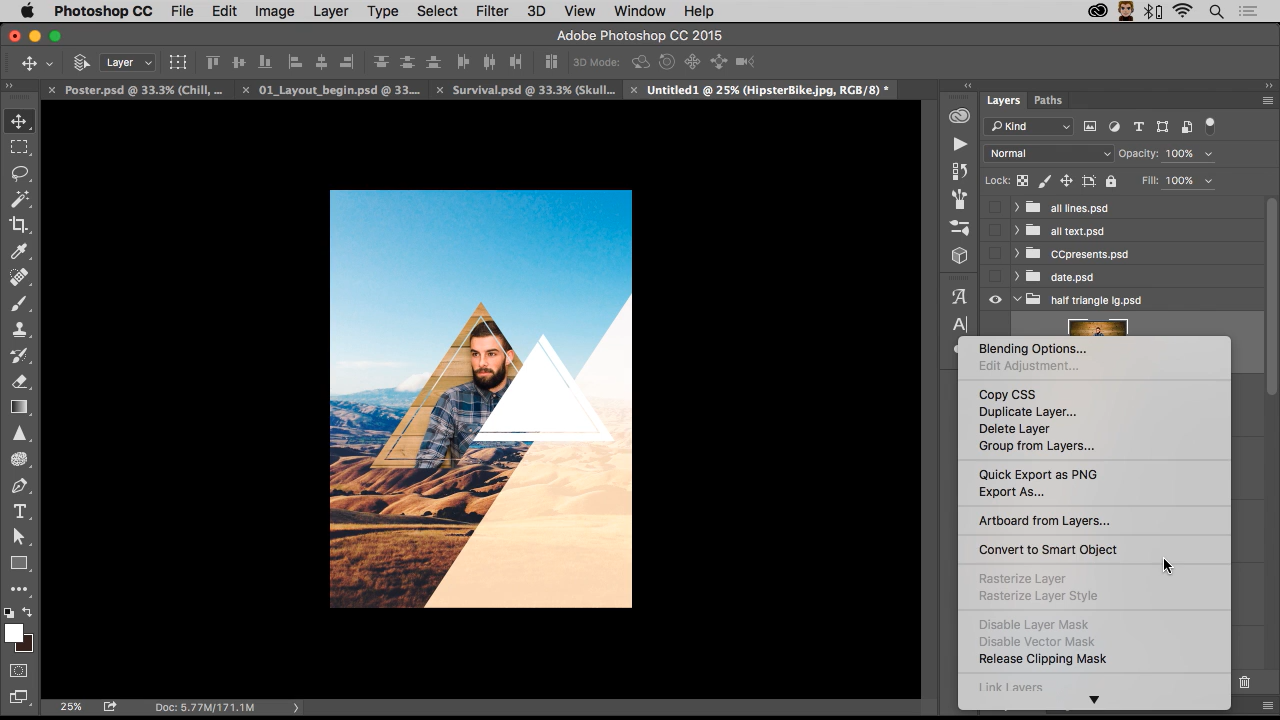 Photoshop CC File Edit Image Layer Type Select Filter 3D View Window Help
Adobe Photoshop CC 2015
Layer 3D Mode:
× Poster.psd @ 33.3% (Chill, ... × 01_Layout_begin.psd @ 33.... × Survival.psd @ 33.3% (Skull... × Untitled1 @ 25% (HipsterBike.jpg, RGB/8) *
Layers Paths
Kind
Normal Opacity: 100%
Lock: Fill: 100%
all lines.psd
all text.psd
CCpresents.psd
date.psd
half triangle lg.psd
Blending Options...
Edit Adjustment...
Copy CSS
Duplicate Layer...
Delete Layer
Group from Layers...
Quick Export as PNG
Export As...
Artboard from Layers...
Convert to Smart Object
Rasterize Layer
Rasterize Layer Style
Disable Layer Mask
Disable Vector Mask
Release Clipping Mask
Link Layers
25% Doc: 5.77M/171.1M